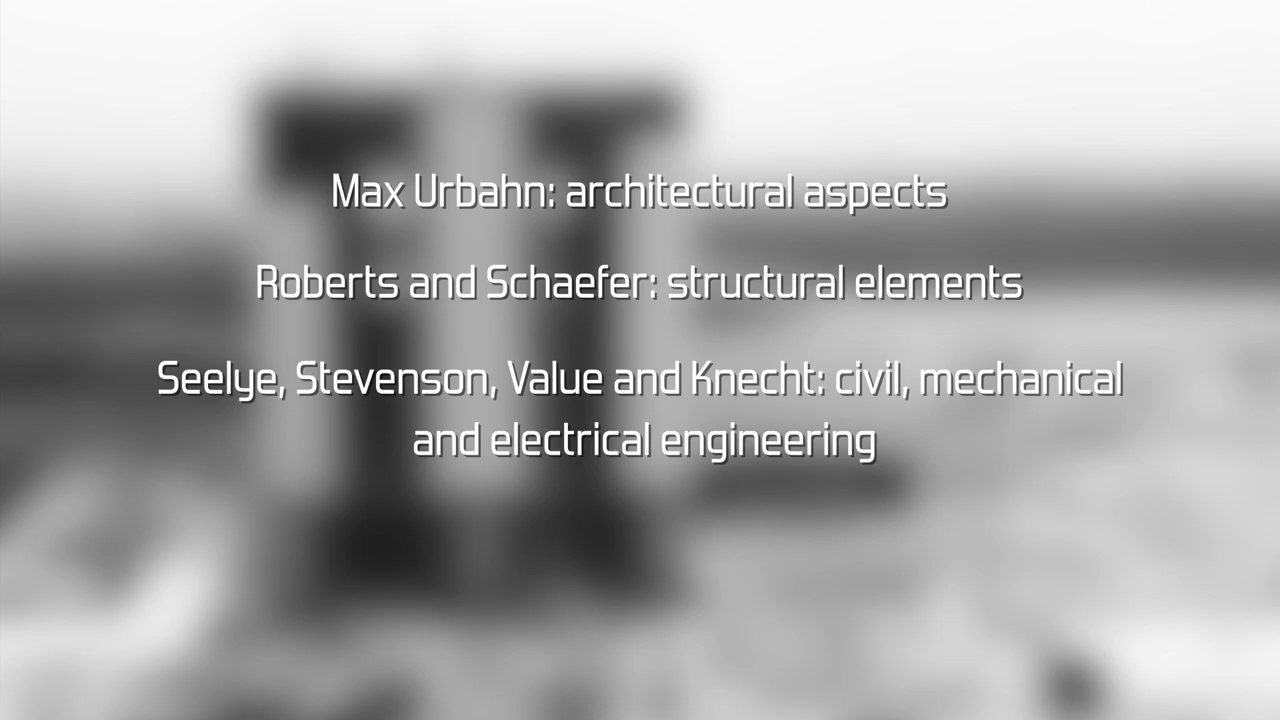 Max Urbahn: architectural aspects
Roberts and Schaefer: structural elements
Seelye, Stevenson, Value and Knecht: civil, mechanical
and electrical engineering